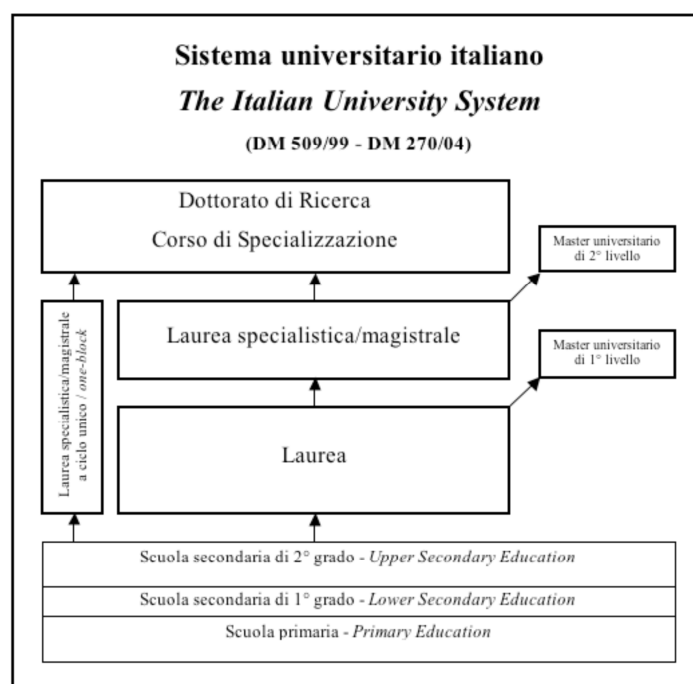 Sistema universitario italiano
The Italian University System
(DM 509/99 - DM 270/04)
Dottorato di Ricerca
Corso di Specializzazione
Master universitario
di 2° livello
Laurea specialistica/magistrale
a ciclo unico / one-block
Laurea specialistica/magistrale
Master universitario
di 1° livello
Laurea
Scuola secondaria di 2° grado - Upper Secondary Education
Scuola secondaria di 1° grado - Lower Secondary Education
Scuola primaria - Primary Education